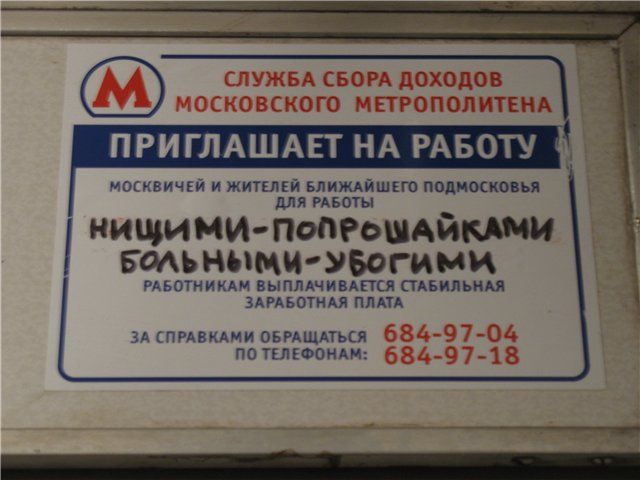 М
СЛУЖБА СБОРА ДОХОДОВ
МОСКОВСКОГО МЕТРОПОЛИТЕНА
ПРИГЛАШАЕТ НА РАБОТУ
МОСКВИЧЕЙ И ЖИТЕЛЕЙ БЛИЖАЙШЕГО ПОДМОСКОВЬЯ
ДЛЯ РАБОТЫ
НИЩИМИ-ПОПРОШАЙКАМИ
БОЛЬНЫМИ-УБОГИМИ
РАБОТНИКАМ ВЫПЛАЧИВАЕТСЯ СТАБИЛЬНАЯ
ЗАРАБОТНАЯ ПЛАТА
ЗА СПРАВКАМИ ОБРАЩАТЬСЯ 684-97-04
ПО ТЕЛЕФОНАМ: 684-97-18